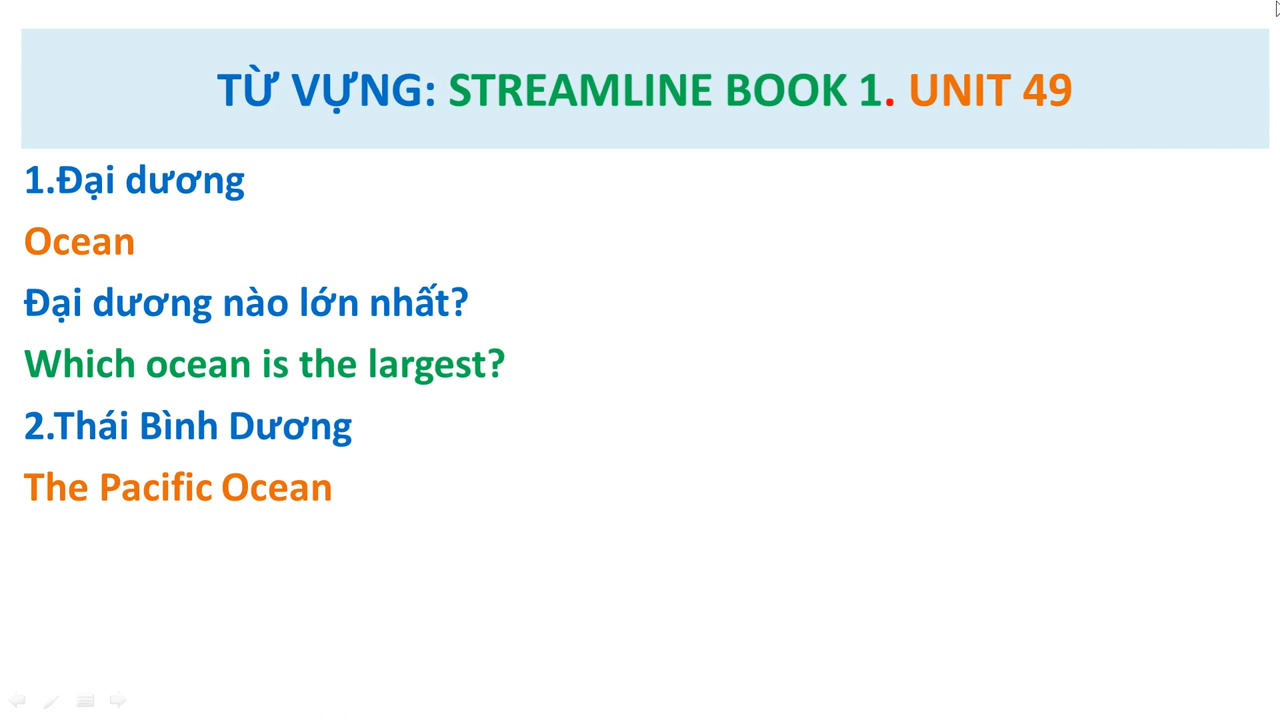 TỪ VỰNG: STREAMLINE BOOK 1. UNIT 49
1.Đại dương
Ocean
Đại dương nào lớn nhất?
Which ocean is the largest?
2.Thái Bình Dương
The Pacific Ocean